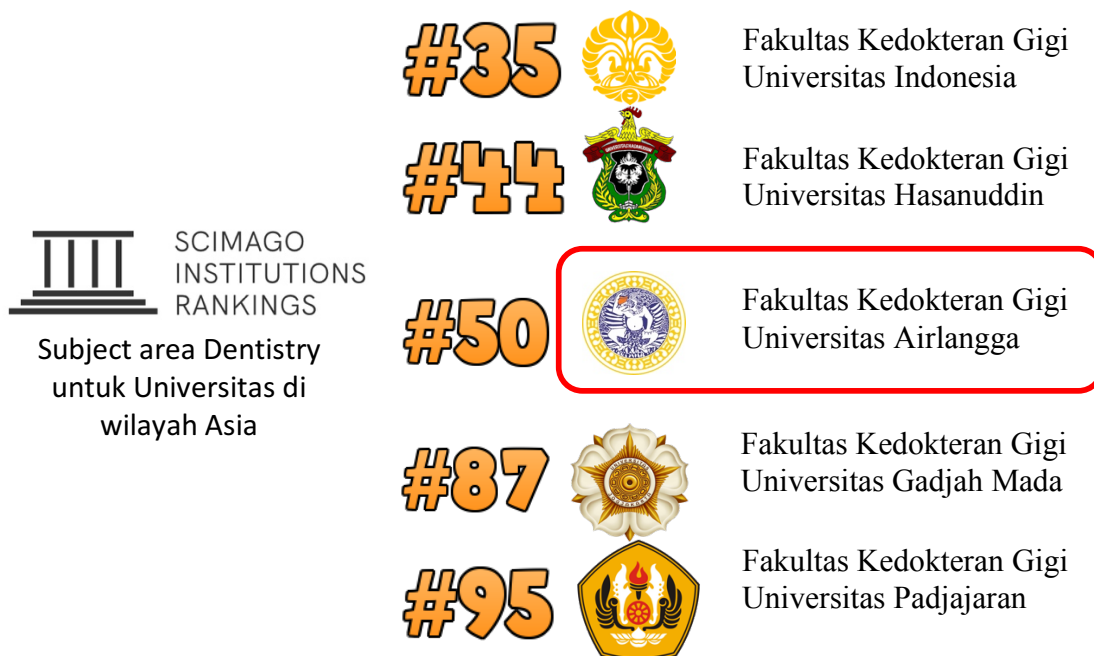 #35
Fakultas Kedokteran Gigi
Universitas Indonesia
#44
Fakultas Kedokteran Gigi
Universitas Hasanuddin
SCIMAGO
INSTITUTIONS
RANKINGS
Subject area Dentistry
untuk Universitas di
wilayah Asia
#50
Fakultas Kedokteran Gigi
Universitas Airlangga
#87
Fakultas Kedokteran Gigi
Universitas Gadjah Mada
#95
Fakultas Kedokteran Gigi
Universitas Padjajaran